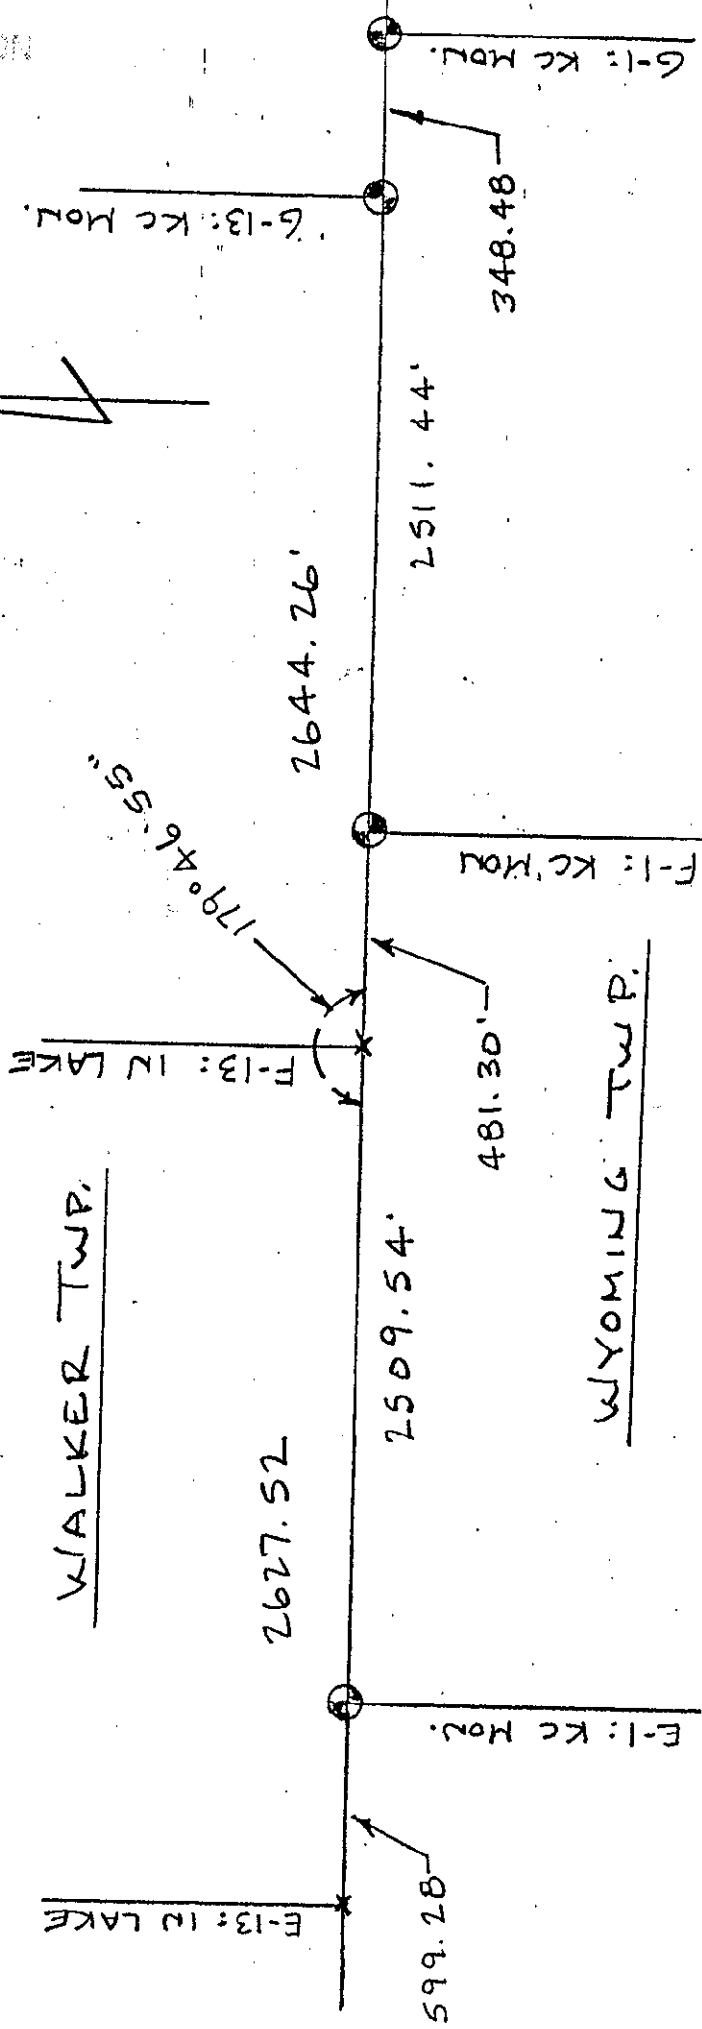 WALKER TWP.
E-13: IN LAKE
F-13: IN LAKE
G-13: KC MON.
179° 46' 55"
2627.52
2644.26'
599.28
2509.54'
481.30'
2511.44'
348.48
E-1: KC MON.
F-1: KC MON
G-1: KC MON.
WYOMING TWP.